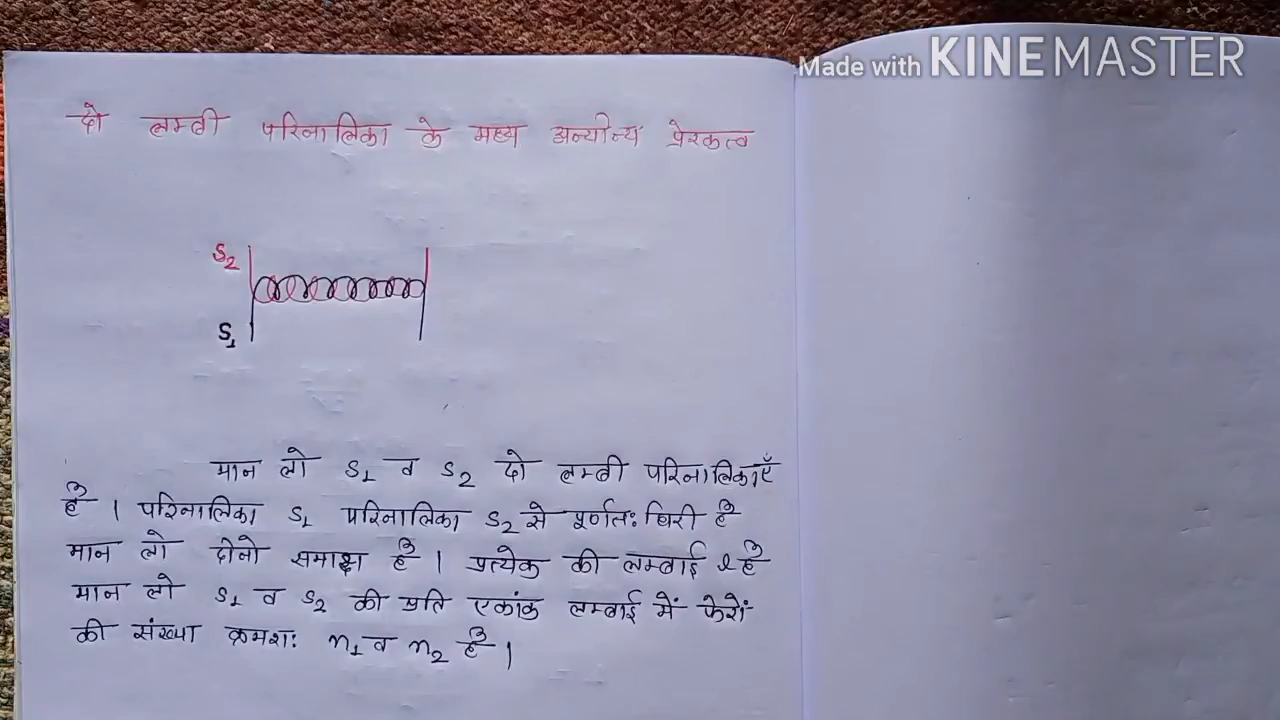 Made with KINEMASTER
दो लम्बी परिनालिका के मध्य अन्योन्य प्रेरकत्व
S2
S1
मान लो S1 व S2 दो लम्बी परिनालिकाएँ
है । परिनालिका S1 परिनालिका S2 से पूर्णतः घिरी है
मान लो दोनो समाक्ष है । प्रत्येक की लम्बाई l है
मान लो S1 व S2 की प्रति एकांक लम्बाई में फेरों
की संख्या क्रमशः n1 व n2 है ।